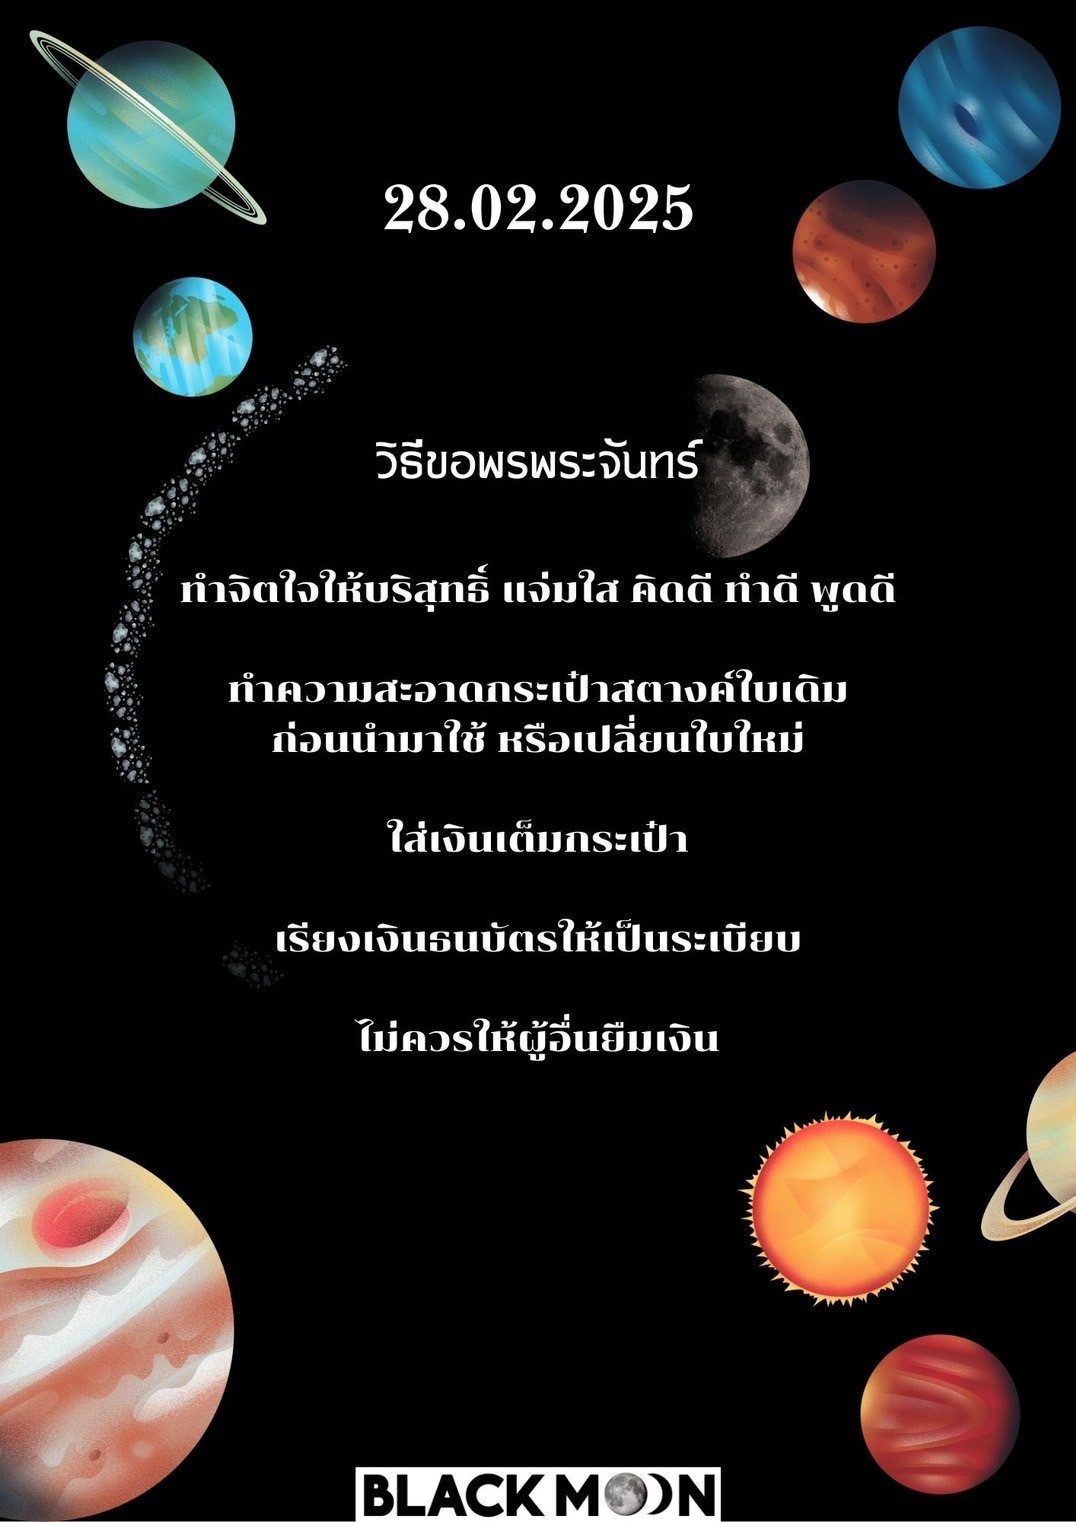 28.02.2025
วิธีขอพรพระจันทร์
ทำจิตใจให้บริสุทธิ์ แจ่มใส คิดดี ทำดี พูดดี
ทำความสะอาดกระเป๋าสตางค์ใบเดิม
ก่อนนำมาใช้ หรือเปลี่ยนใบใหม่
ใส่เงินเต็มกระเป๋า
เรียงเงินธนบัตรให้เป็นระเบียบ
ไม่ควรให้ผู้อื่นยืมเงิน
BLACK MOON